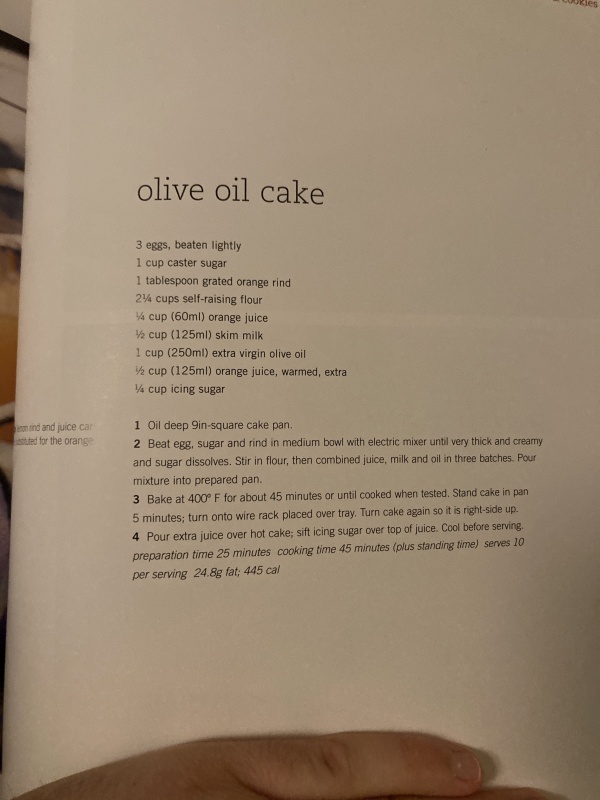 cookies
olive oil cake
3 eggs, beaten lightly
1 cup caster sugar
1 tablespoon grated orange rind
2¼ cups self-raising flour
¼ cup (60ml) orange juice
½ cup (125ml) skim milk
1 cup (250ml) extra virgin olive oil
½ cup (125ml) orange juice, warmed, extra
¼ cup icing sugar
rind and juice can
for the orange
1 Oil deep 9in-square cake pan.
2 Beat egg, sugar and rind in medium bowl with electric mixer until very thick and creamy
and sugar dissolves. Stir in flour, then combined juice, milk and oil in three batches. Pour
mixture into prepared pan.
3 Bake at 400° F for about 45 minutes or until cooked when tested. Stand cake in pan
5 minutes; turn onto wire rack placed over tray. Turn cake again so it is right-side up.
4 Pour extra juice over hot cake; sift icing sugar over top of juice. Cool before serving.
preparation time 25 minutes cooking time 45 minutes (plus standing time) serves 10
per serving 24.8g fat; 445 cal